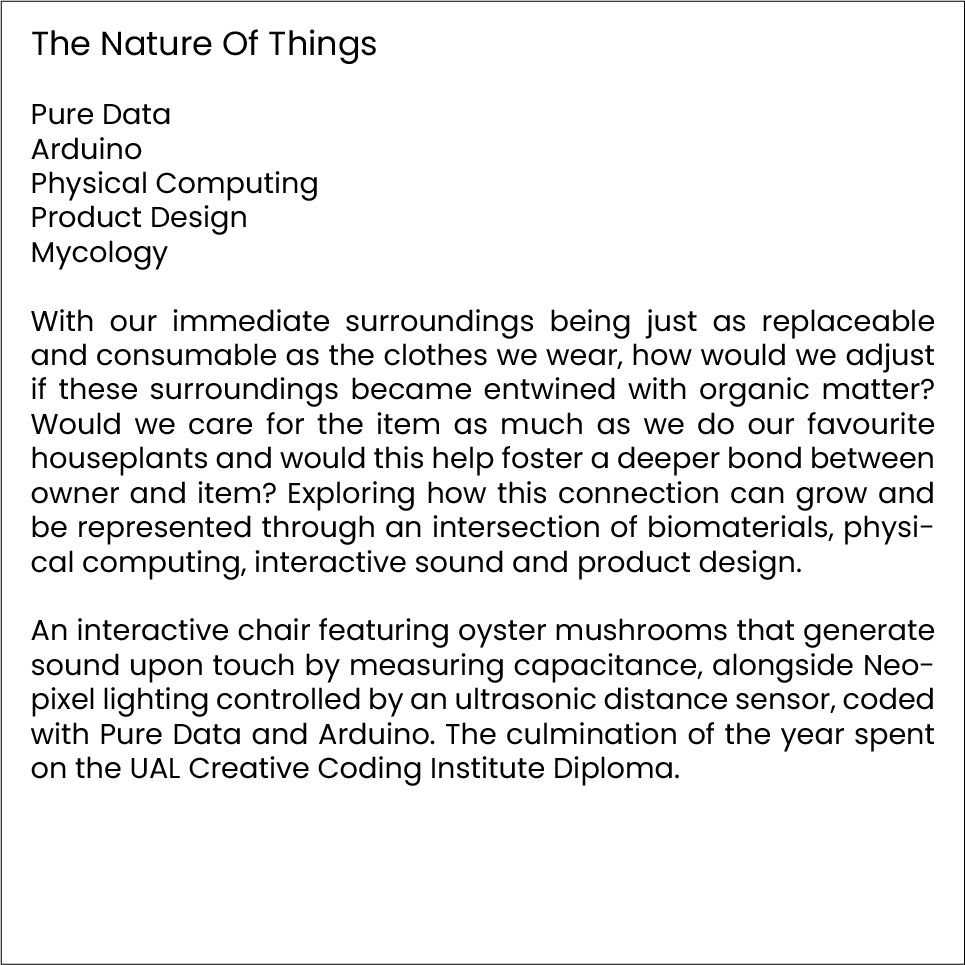 The Nature Of Things
Pure Data
Arduino
Physical Computing
Product Design
Mycology
With our immediate surroundings being just as replaceable
and consumable as the clothes we wear, how would we adjust
if these surroundings became entwined with organic matter?
Would we care for the item as much as we do our favourite
houseplants and would this help foster a deeper bond between
owner and item? Exploring how this connection can grow and
be represented through an intersection of biomaterials, physi-
cal computing, interactive sound and product design.
An interactive chair featuring oyster mushrooms that generate
sound upon touch by measuring capacitance, alongside Neo-
pixel lighting controlled by an ultrasonic distance sensor, coded
with Pure Data and Arduino. The culmination of the year spent
on the UAL Creative Coding Institute Diploma.